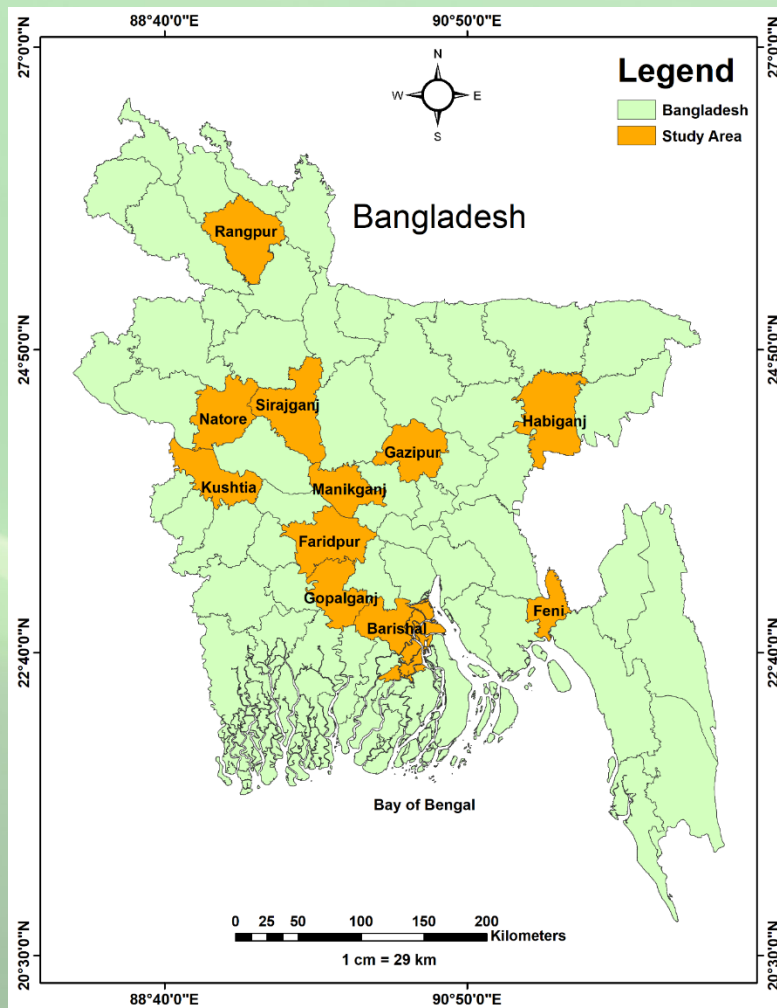 88°40'0"E 90°50'0"E
27°0'0"N 27°0'0"N
N
W E
S
Legend
Bangladesh
Study Area
Bangladesh
Rangpur
24°50'0"N 24°50'0"N
Sirajganj
Natore
Habiganj
Gazipur
Kushtia
Manikganj
Faridpur
Gopalganj
Feni
Barishal
22°40'0"N 22°40'0"N
Bay of Bengal
0 25 50 100 150 200
Kilometers
1 cm = 29 km
20°30'0"N 20°30'0"N
88°40'0"E 90°50'0"E